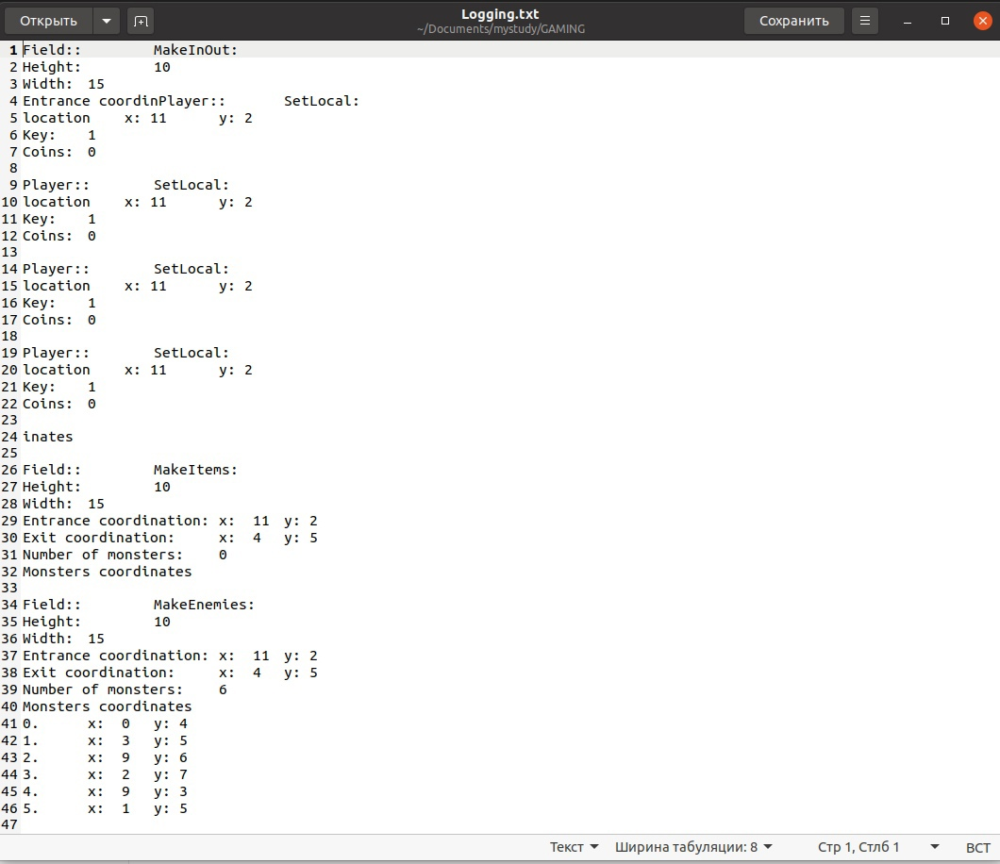 Открыть
Logging.txt
~/Documents/mystudy/GAMING
Сохранить
1 Field:: MakeInOut:
2 Height: 10
3 Width: 15
4 Entrance coordinPlayer:: SetLocal:
5 location x: 11 y: 2
6 Key: 1
7 Coins: 0
8
9 Player:: SetLocal:
10 location x: 11 y: 2
11 Key: 1
12 Coins: 0
13
14 Player:: SetLocal:
15 location x: 11 y: 2
16 Key: 1
17 Coins: 0
18
19 Player:: SetLocal:
20 location x: 11 y: 2
21 Key: 1
22 Coins: 0
23
24 inates
25
26 Field:: MakeItems:
27 Height: 10
28 Width: 15
29 Entrance coordination: x: 11 y: 2
30 Exit coordination: x: 4 y: 5
31 Number of monsters: 0
32 Monsters coordinates
33
34 Field:: MakeEnemies:
35 Height: 10
36 Width: 15
37 Entrance coordination: x: 11 y: 2
38 Exit coordination: x: 4 y: 5
39 Number of monsters: 6
40 Monsters coordinates
41 0. x: 0 y: 4
42 1. x: 3 y: 5
43 2. x: 9 y: 6
44 3. x: 2 y: 7
45 4. x: 9 y: 3
46 5. x: 1 y: 5
47
Текст Ширина табуляции: 8 Стр 1, Стлб 1 ВСТ